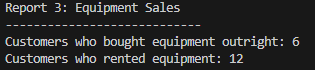 Report 3: Equipment Sales
----------------------------
Customers who bought equipment outright: 6
Customers who rented equipment: 12